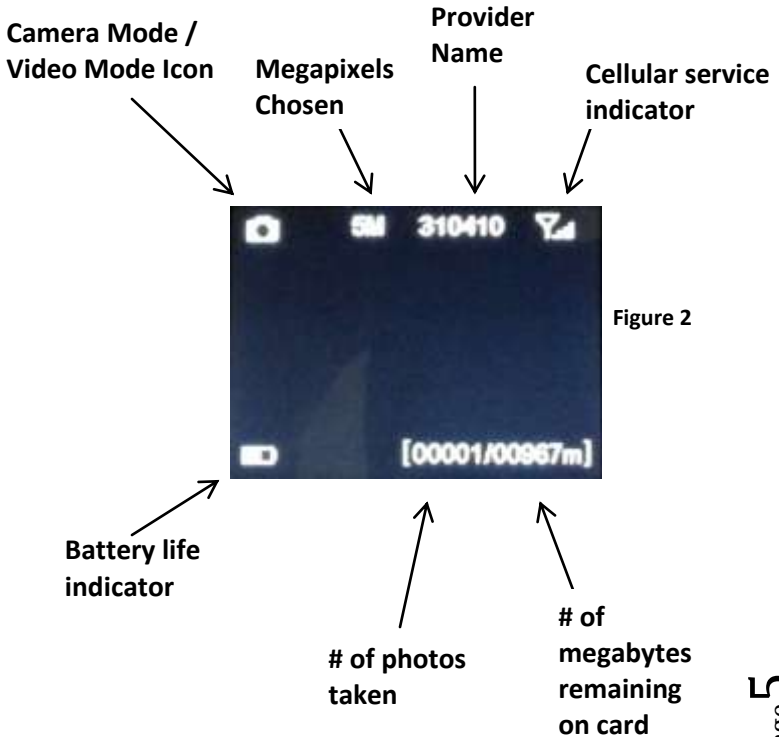 Camera Mode /
Video Mode Icon
Megapixels
Chosen
Provider
Name
Cellular service
indicator
5M 310410
Figure 2
[00001/00967m]
Battery life
indicator
# of photos
taken
# of
megabytes
remaining
on card
5